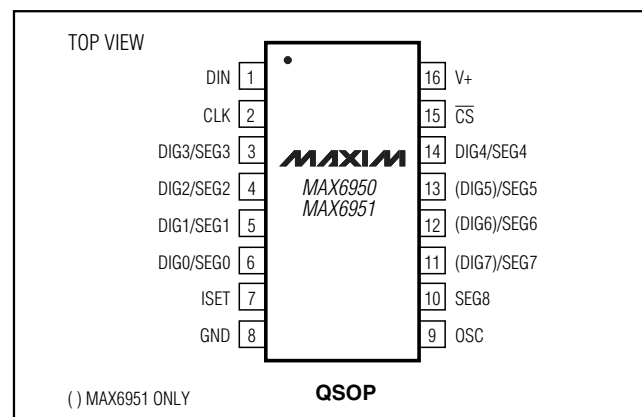 TOP VIEW
DIN 1
CLK 2
DIG3/SEG3 3
DIG2/SEG2 4
DIG1/SEG1 5
DIG0/SEG0 6
ISET 7
GND 8
MAXIM
MAX6950
MAX6951
16 V+
15 C̅S̅
14 DIG4/SEG4
13 (DIG5)/SEG5
12 (DIG6)/SEG6
11 (DIG7)/SEG7
10 SEG8
9 OSC
( ) MAX6951 ONLY
QSOP